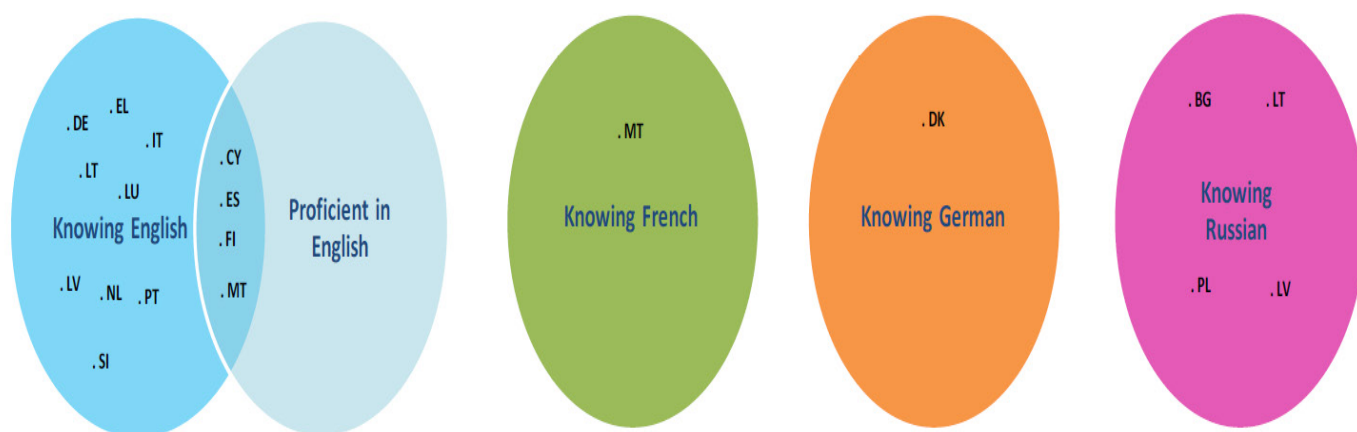 . EL
. DE
. IT
. LT
. LU
Knowing English
. LV
. NL
. PT
. SI
. CY
. ES
. FI
. MT
Proficient in
English
. MT
Knowing French
. DK
Knowing German
. BG
. LT
Knowing
Russian
. PL
. LV